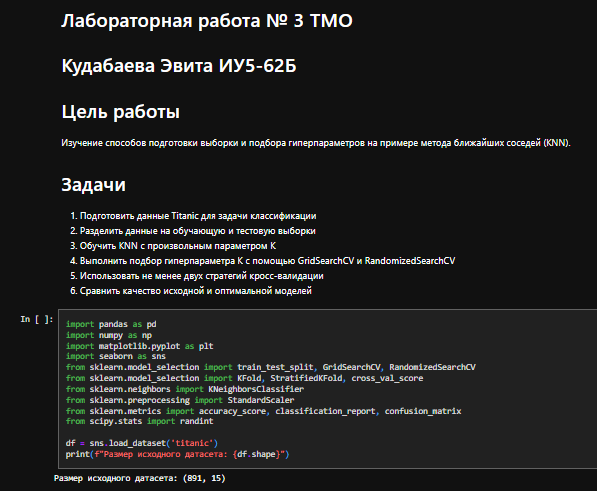 Лабораторная работа № 3 ТМО
Кудабаева Эвита ИУ5-62Б
Цель работы
Изучение способов подготовки выборки и подбора гиперпараметров на примере метода ближайших соседей (KNN).
Задачи
1. Подготовить данные Titanic для задачи классификации
2. Разделить данные на обучающую и тестовую выборки
3. Обучить KNN с произвольным параметром K
4. Выполнить подбор гиперпараметра K с помощью GridSearchCV и RandomizedSearchCV
5. Использовать не менее двух стратегий кросс-валидации
6. Сравнить качество исходной и оптимальной моделей
In [ ]:
import pandas as pd
import numpy as np
import matplotlib.pyplot as plt
import seaborn as sns
from sklearn.model_selection import train_test_split, GridSearchCV, RandomizedSearchCV
from sklearn.model_selection import KFold, StratifiedKFold, cross_val_score
from sklearn.neighbors import KNeighborsClassifier
from sklearn.preprocessing import StandardScaler
from sklearn.metrics import accuracy_score, classification_report, confusion_matrix
from scipy.stats import randint
df = sns.load_dataset('titanic')
print(f"Размер исходного датасета: {df.shape}")
Размер исходного датасета: (891, 15)